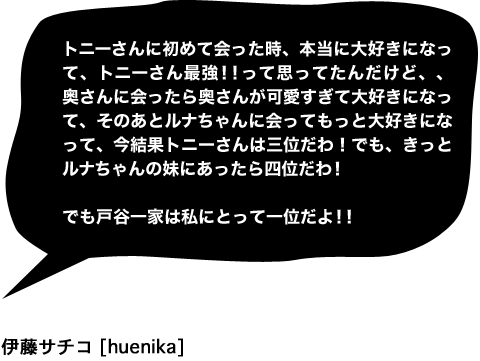 トニーさんに初めて会った時、本当に大好きになっ
て、トニーさん最強！！って思ってたんだけど、、
奥さんに会ったら奥さんが可愛すぎて大好きになっ
て、そのあとルナちゃんに会ってもっと大好きにな
って、今結果トニーさんは三位だわ！でも、きっと
ルナちゃんの妹にあったら四位だわ！
でも戸谷一家は私にとって一位だよ！！
伊藤サチコ [huenika]